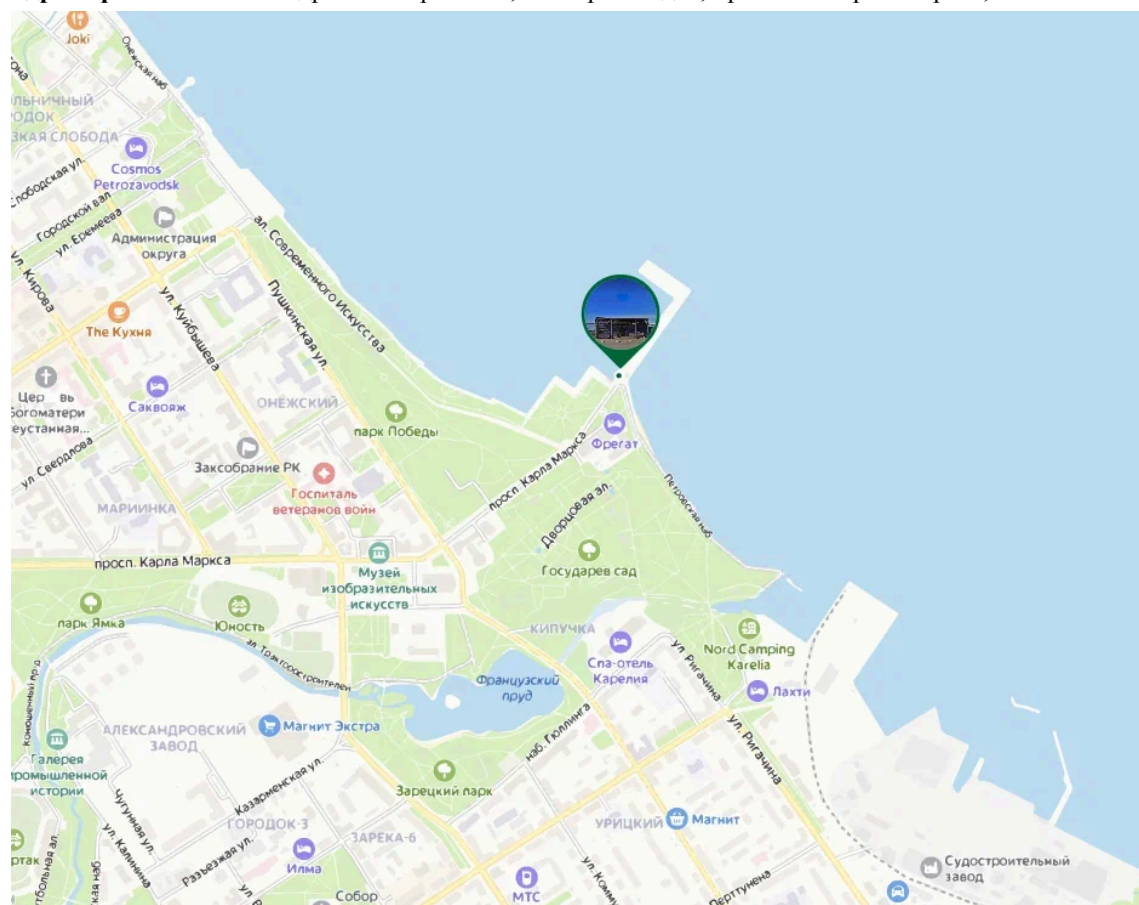 Joki
Онежская наб
ЗКАЯ СЛОБОДА
Cosmos
Petrozavodsk
Слободская ул.
Городской вал
ул. Еремеева
Администрация
округа
ал. Современного Искусства
ул. Кирова
ул. Куйбышева
Пушкинская ул.
The Кухня
Саквояж
ОНЕЖСКИЙ
парк Победы
Фрегат
ул Свердлова
Заксобрание РК
Госпиталь
ветеранов войн
просп. Карла Маркса
Дворцовая ал.
Петровская наб
МАРИИНКА
просп. Карла Маркса
Музей
изобразительных
искусств
Государев сад
парк Ямка
Юность
КИПУЧКА
Спа-отель
Карелия
ул. Ригачина
Nord Camping
Karelia
Французский
пруд
Лахти
ул. Ригачина
АЛЕКСАНДРОВСКИЙ
ЗАВОД
Магнит Экстра
наб. Гюллинга
Галерея
промышленной
истории
Казарменская ул.
Зарецкий парк
Чугунная ул.
ул. Калинина
ГОРОДОК-3
ЗАРЕКА-6
Разъезжая ул.
Илма
УРИЦКИЙ
Магнит
Судостроительный
завод
Собор
МТС